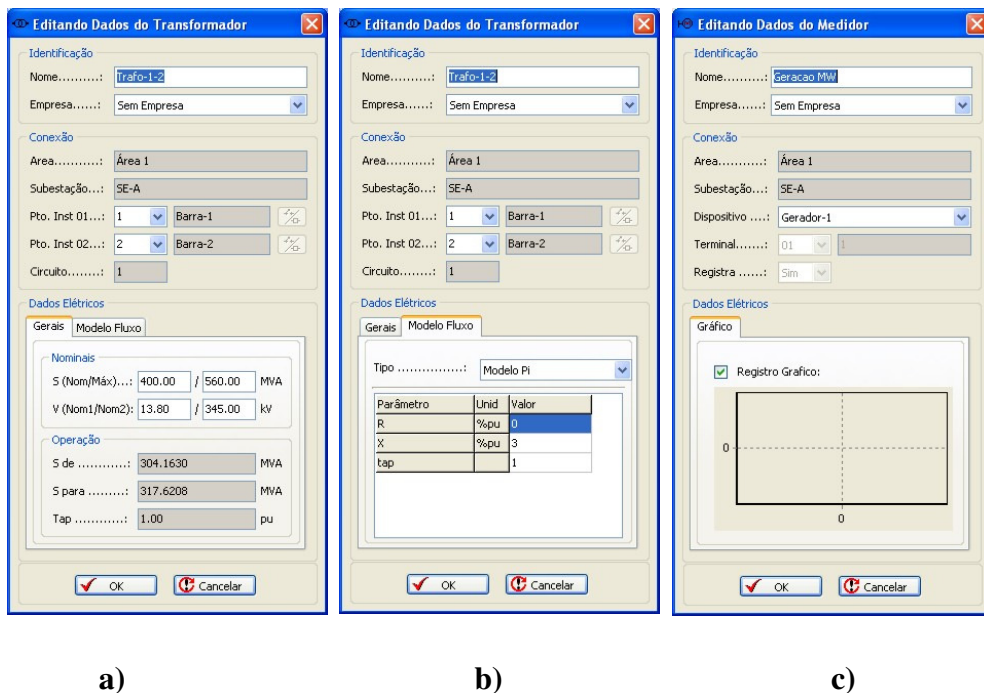 Editando Dados do Transformador
Identificação
Nome.........: Trafo-1-2
Empresa......: Sem Empresa
Conexão
Area...........: Área 1
Subestação...: SE-A
Pto. Inst 01...: 1 Barra-1
Pto. Inst 02...: 2 Barra-2
Circuito........: 1
Dados Elétricos
Gerais Modelo Fluxo
Nominais
S (Nom/Máx)...: 400.00 / 560.00 MVA
V (Nom1/Nom2): 13.80 / 345.00 kV
Operação
S de ............: 304.1630 MVA
S para .........: 317.6208 MVA
Tap ............: 1.00 pu
OK Cancelar
a)
Editando Dados do Transformador
Identificação
Nome.........: Trafo-1-2
Empresa......: Sem Empresa
Conexão
Area...........: Área 1
Subestação...: SE-A
Pto. Inst 01...: 1 Barra-1
Pto. Inst 02...: 2 Barra-2
Circuito........: 1
Dados Elétricos
Gerais Modelo Fluxo
Tipo ...............: Modelo Pi
Parâmetro Unid Valor
R %pu 0
X %pu 3
tap 1
OK Cancelar
b)
Editando Dados do Medidor
Identificação
Nome.........: Geracao MW
Empresa......: Sem Empresa
Conexão
Area...........: Área 1
Subestação...: SE-A
Dispositivo ....: Gerador-1
Terminal.......: 01 1
Registra ......: Sim
Dados Elétricos
Gráfico
Registro Grafico:
0
0
OK Cancelar
c)